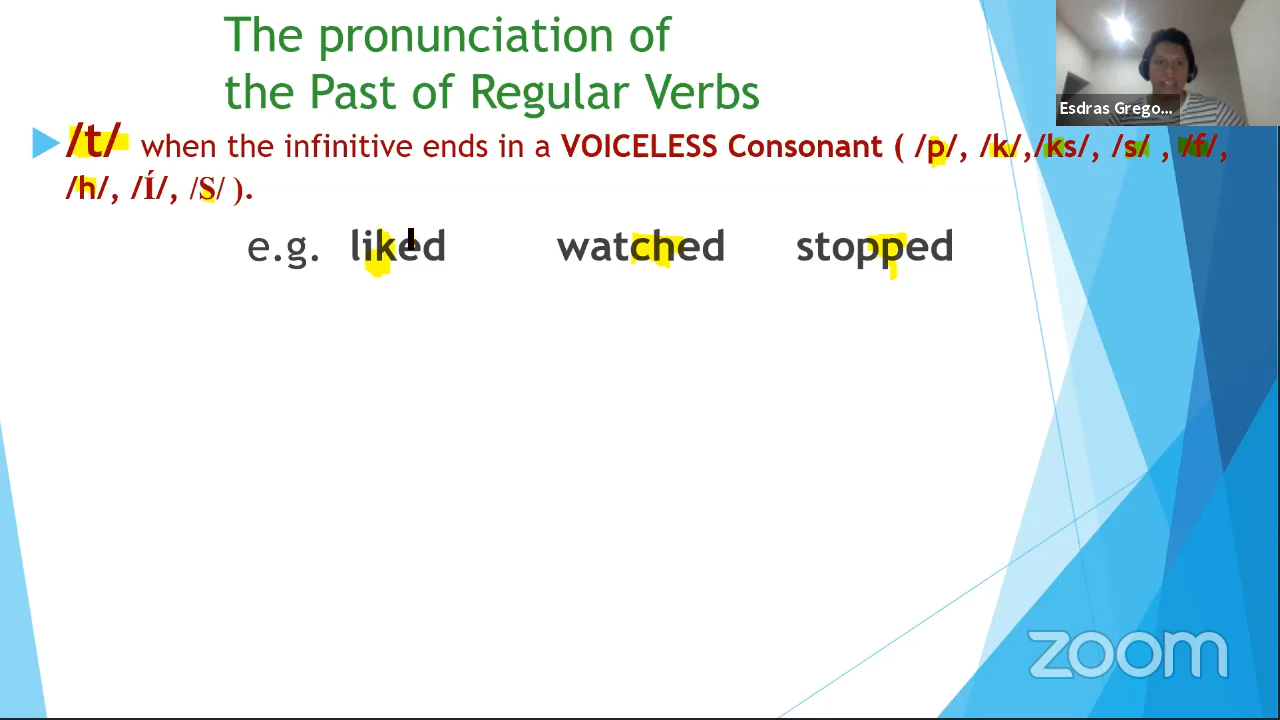 The pronunciation of
the Past of Regular Verbs
/t/ when the infinitive ends in a VOICELESS Consonant ( /p/, /k/,/ks/, /s/ , /f/,
/h/, /Í/, /S/ ).
e.g. liked watched stopped
Esdras Grego...
zoom